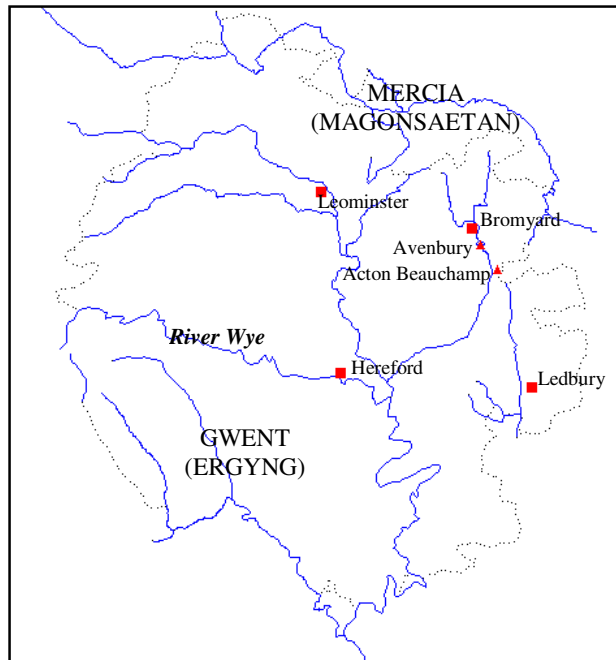 MERCIA
(MAGONSAETAN)
Leominster
Bromyard
Avenbury
Acton Beauchamp
River Wye
Hereford
Ledbury
GWENT
(ERGYNG)